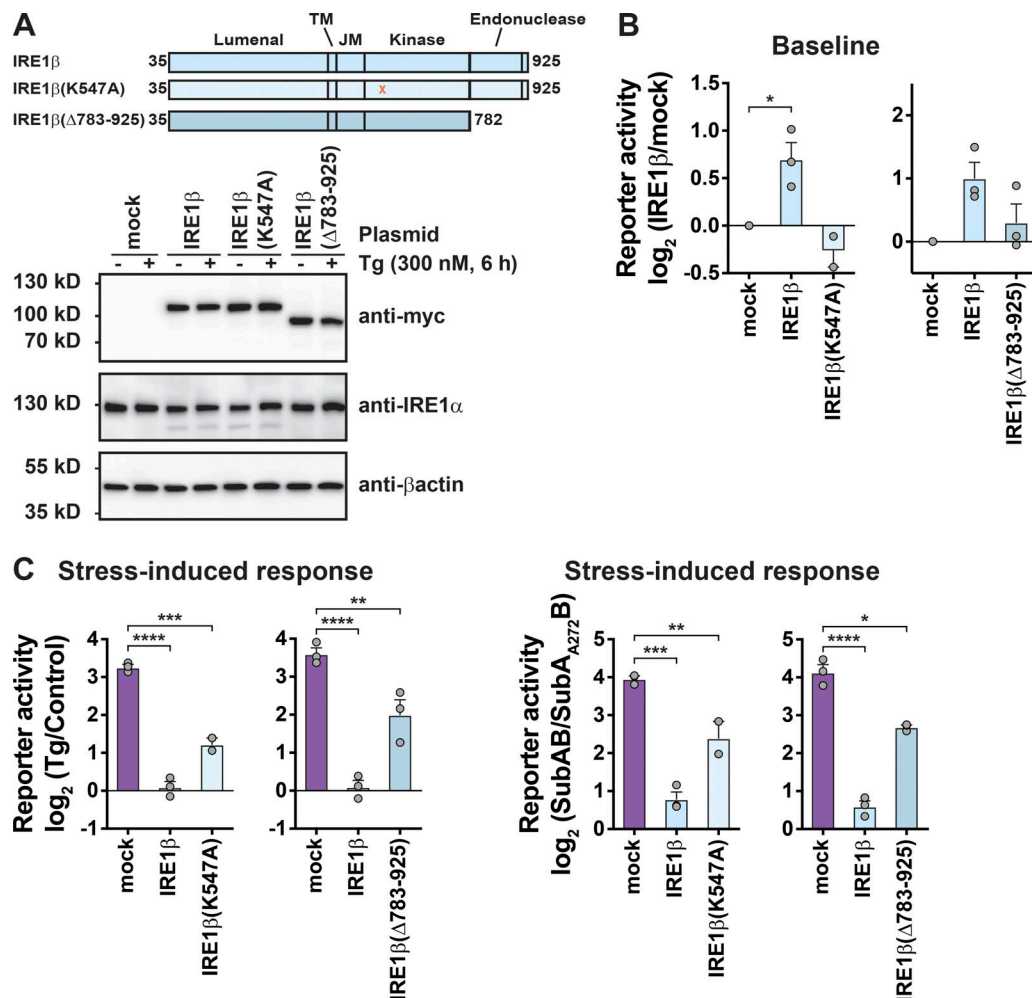 A
TM
Endonuclease
Lumenal
JM
Kinase
IRE1β
35
925
IRE1β(K547A)
35
x
925
IRE1β(Δ783-925)
35
782
mock
IRE1β
IRE1β (K547A)
IRE1β (Δ783-925)
Plasmid
- + - + - + - +
Tg (300 nM, 6 h)
130 kD
100 kD
70 kD
anti-myc
130 kD
anti-IRE1α
55 kD
35 kD
anti-βactin
B
Baseline
Reporter activity
log2 (IRE1β/mock)
1.5
1.0
0.5
0.0
-0.5
*
mock
IRE1β
IRE1β(K547A)
2
1
0
mock
IRE1β
IRE1β(Δ783-925)
C
Stress-induced response
Reporter activity
log2 (Tg/Control)
4
3
2
1
0
-1
***
****
mock
IRE1β
IRE1β(K547A)
4
3
2
1
0
-1
**
****
mock
IRE1β
IRE1β(Δ783-925)
Stress-induced response
Reporter activity
log2 (SubAB/SubAA272B)
5
4
3
2
1
0
**
***
mock
IRE1β
IRE1β(K547A)
5
4
3
2
1
0
*
****
mock
IRE1β
IRE1β(Δ783-925)